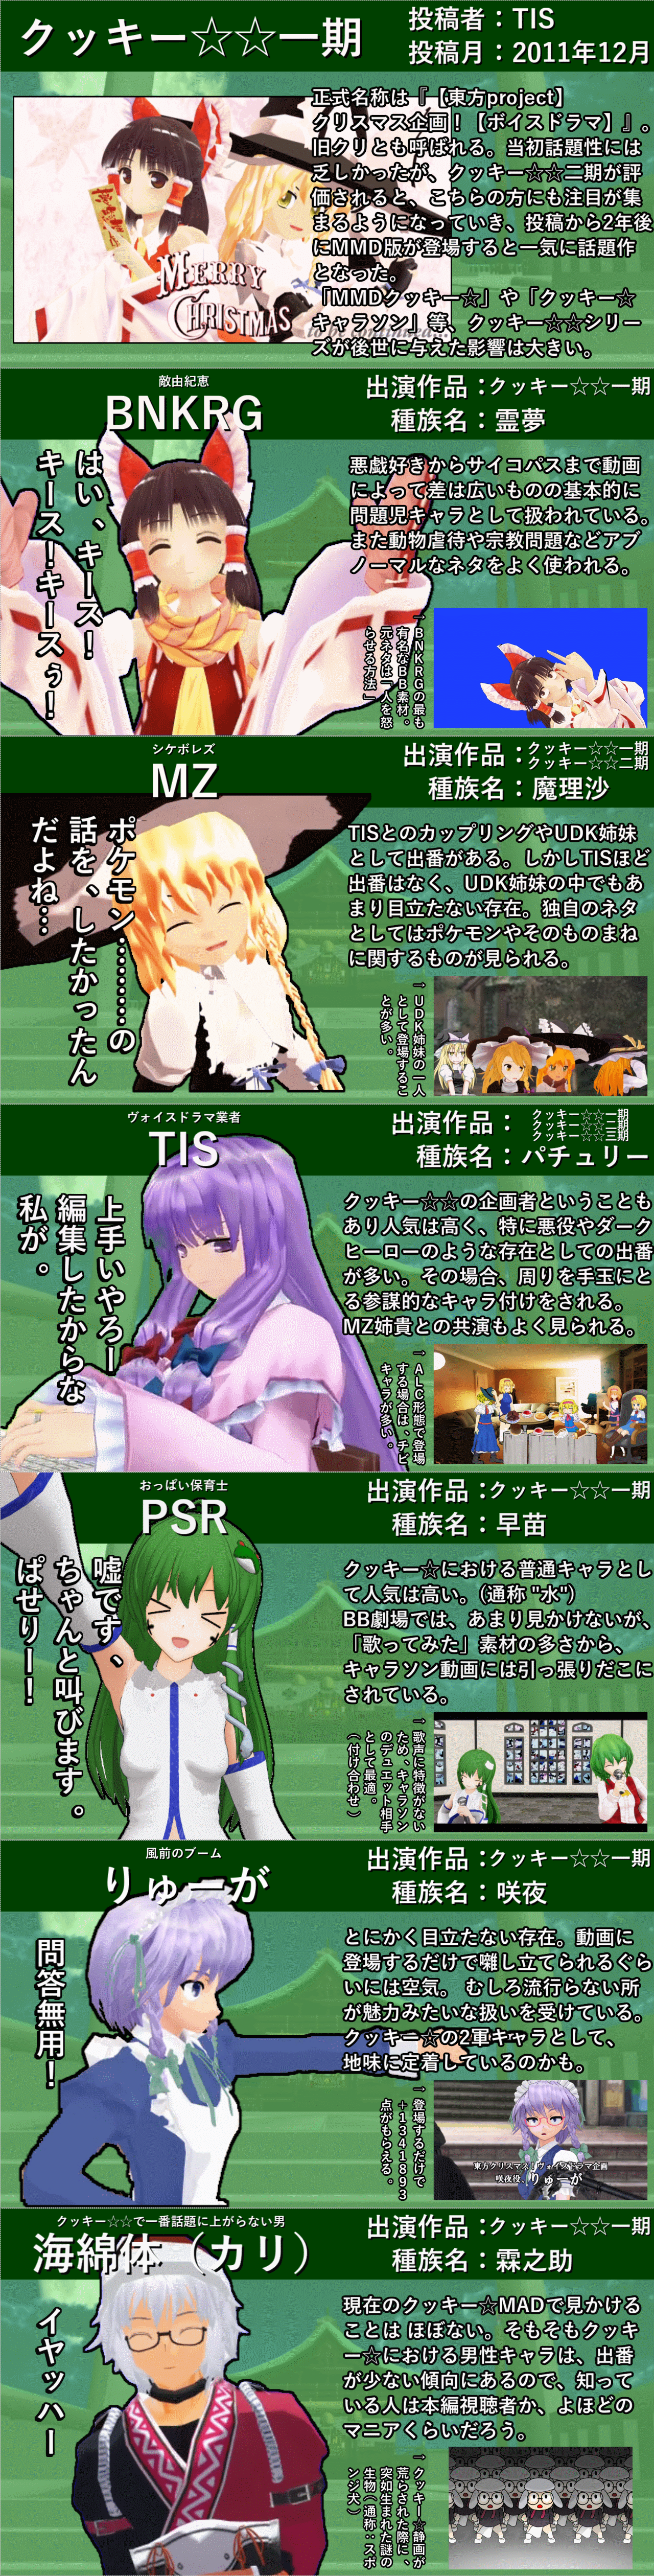 クッキー☆☆一期
投稿者：TIS
投稿月：2011年12月
MERRY
CHRISTMAS
to be continued...
正式名称は『【東方project】
クリスマス企画！【ボイスドラマ】』。
旧クリとも呼ばれる。当初話題性には
乏しかったが、クッキー☆☆二期が評
価されると、こちらの方にも注目が集
まるようになっていき、投稿から2年後
にMMD版が登場すると一気に話題作
となった。
「MMDクッキー☆」や「クッキー☆
キャラソン」等、クッキー☆☆シリー
ズが後世に与えた影響は大きい。
敵由紀恵
BNKRG
出演作品：クッキー☆☆一期
種族名：霊夢
はい、キース！
キース！キースぅ！
悪戯好きからサイコパスまで動画
によって差は広いものの基本的に
問題児キャラとして扱われている。
また動物虐待や宗教問題などアブ
ノーマルなネタをよく使われる。
→BNKRGの最も
有名なBB素材。
元ネタは「人を怒
らせる方法」
シケポレズ
MZ
出演作品：クッキー☆☆一期
クッキー☆☆二期
種族名：魔理沙
ポケモン………の
話を、したかったん
だよね…
TISとのカップリングやUDK姉妹
として出番がある。しかしTISほど
出番はなく、UDK姉妹の中でもあ
まり目立たない存在。独自のネタ
としてはポケモンやそのものまね
に関するものが見られる。
→UDK姉妹の一人
として登場するこ
とが多い。
ヴォイスドラマ業者
TIS
出演作品：クッキー☆☆一期
クッキー☆☆二期
クッキー☆☆三期
種族名：パチュリー
上手いやろー
編集したからな
私が。
クッキー☆☆の企画者ということも
あり人気は高く、特に悪役やダーク
ヒーローのような存在としての出番
が多い。その場合、周りを手玉にと
る参謀的なキャラ付けをされる。
MZ姉貴との共演もよく見られる。
→ALC形態で登場
する場合は、チビ
キャラが多い。
おっぱい保育士
PSR
出演作品：クッキー☆☆一期
種族名：早苗
嘘です、
ちゃんと叫びます。
ぱせりー！
クッキー☆における普通キャラとし
て人気は高い。(通称 "水")
BB劇場では、あまり見かけないが、
「歌ってみた」素材の多さから、
キャラソン動画には引っ張りだこに
されている。
→歌声に特徴がない
ため、キャラソン
のデュエット相手
として最適。
（付け合わせ）
風前のブーム
りゅーが
出演作品：クッキー☆☆一期
種族名：咲夜
問答無用！
とにかく目立たない存在。動画に
登場するだけで囃し立てられるぐら
いには空気。 むしろ流行らない所
が魅力みたいな扱いを受けている。
クッキー☆の2軍キャラとして、
地味に定着しているのかも。
→登場するだけで
+1341893
点がもらえる。
東方クリスマス！ヴォイスドラマ企画
咲夜役、りゅーが
クッキー☆☆で一番話題に上がらない男
海綿体（カリ）
出演作品：クッキー☆☆一期
種族名：霖之助
イヤッハー
現在のクッキー☆MADで見かける
ことは ほぼない。そもそもクッキ
ー☆における男性キャラは、出番
が少ない傾向にあるので、知って
いる人は本編視聴者か、よほどの
マニアくらいだろう。
→クッキー☆静画が
荒らされた際に、
突如生まれた謎の
生物（通称：スポ
ンジ犬）